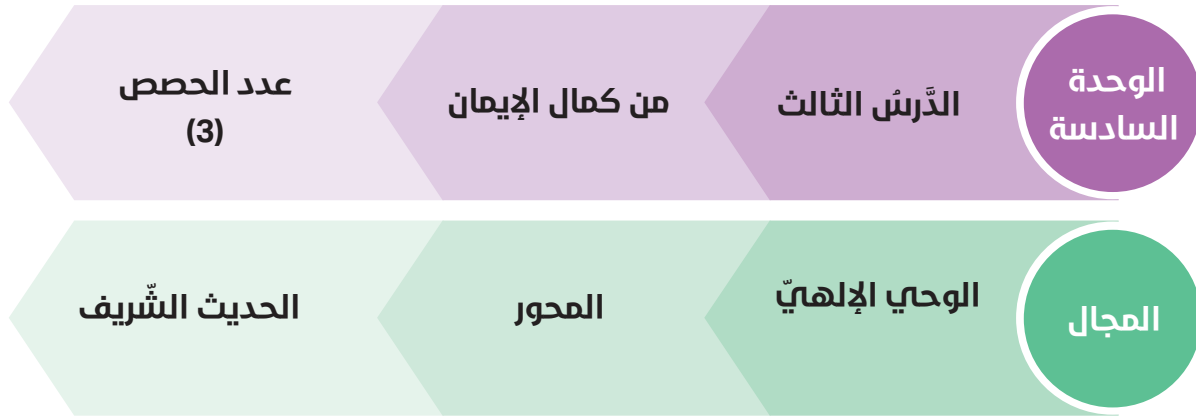 الوحدة
السادسة
الدَّرسُ الثالث
من كمال الإيمان
عدد الحصص
(3)
المجال
الوحي الإلهيّ
المحور
الحديث الشّريف